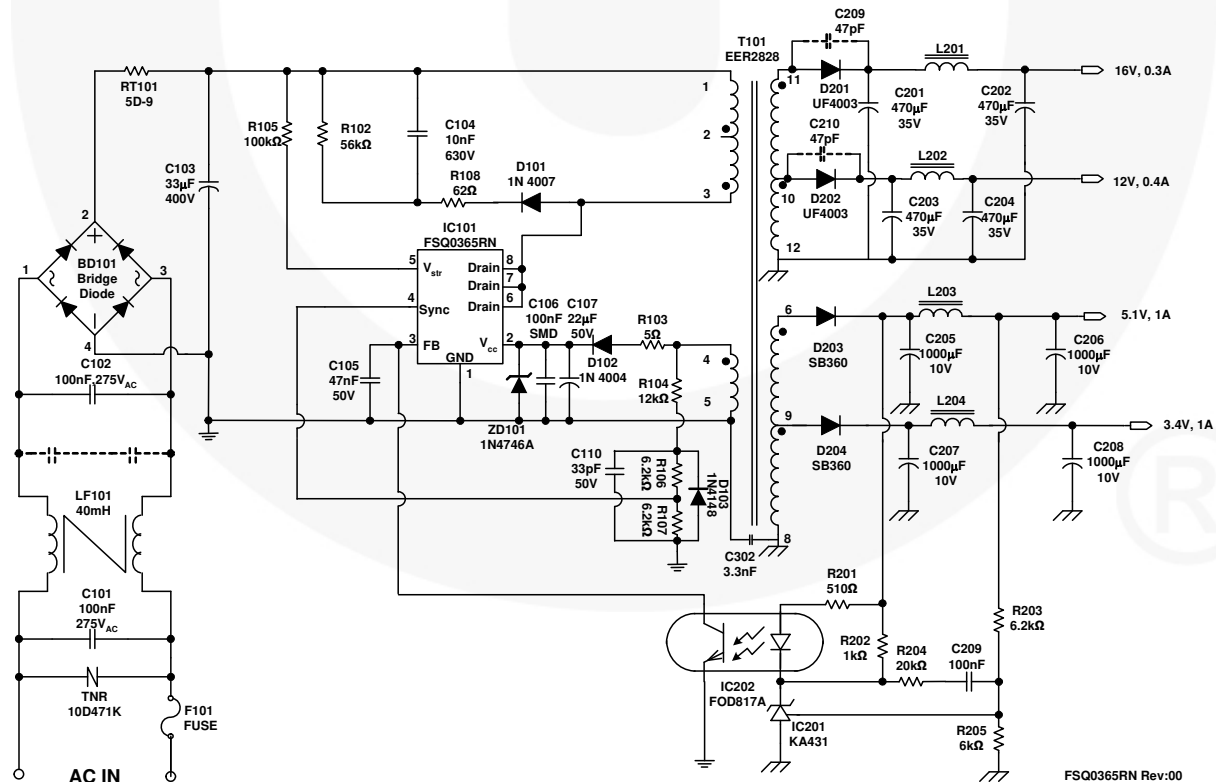 C209
47pF
T101
EER2828
L201
11
16V, 0.3A
RT101
5D-9
1
D201
UF4003
C201
470µF
35V
C202
470µF
35V
R105
100kΩ
R102
56kΩ
C104
10nF
630V
2
C210
47pF
L202
C103
33µF
400V
D101
1N 4007
R108
62Ω
3
10
D202
UF4003
12V, 0.4A
C203
470µF
35V
C204
470µF
35V
2
IC101
FSQ0365RN
12
1
BD101
Bridge
Diode
3
5
Vstr
Drain
8
Drain
7
4
Sync
Drain
6
C106
100nF
SMD
C107
22µF
50V
R103
5Ω
6
L203
5.1V, 1A
4
3
FB
Vcc
2
GND
1
D102
1N 4004
4
D203
SB360
C205
1000µF
10V
C206
1000µF
10V
C102
100nF,275VAC
C105
47nF
50V
R104
12kΩ
5
9
L204
3.4V, 1A
ZD101
1N4746A
D204
SB360
C207
1000µF
10V
C208
1000µF
10V
C110
33pF
50V
R106
6.2kΩ
R107
6.2kΩ
D103
1N4148
LF101
40mH
8
C302
3.3nF
R201
510Ω
C101
100nF
275VAC
R203
6.2kΩ
R202
1kΩ
R204
20kΩ
C209
100nF
TNR
10D471K
F101
FUSE
IC202
FOD817A
IC201
KA431
R205
6kΩ
AC IN
FSQ0365RN Rev:00
®